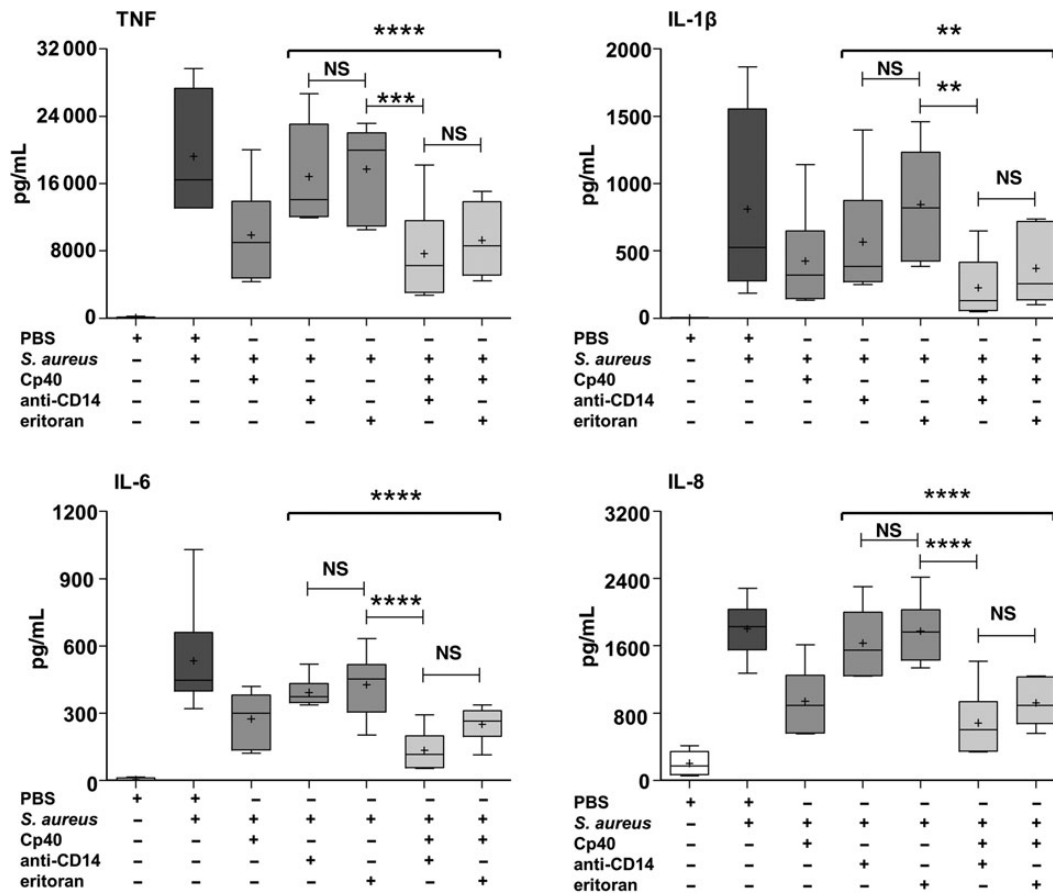 TNF
****
NS
***
NS
pg/mL
32 000
24 000
16 000
8000
0
PBS + + – – – – –
S. aureus – + + + + + +
Cp40 – – + – – + +
anti-CD14 – – – + – + –
eritoran – – – – + – +
IL-1β
**
NS
**
NS
pg/mL
2000
1500
1000
500
0
PBS + + – – – – –
S. aureus – + + + + + +
Cp40 – – + – – + +
anti-CD14 – – – + – + –
eritoran – – – – + – +
IL-6
****
NS
****
NS
pg/mL
1200
900
600
300
0
PBS + + – – – – –
S. aureus – + + + + + +
Cp40 – – + – – + +
anti-CD14 – – – + – + –
eritoran – – – – + – +
IL-8
****
NS
****
NS
pg/mL
3200
2400
1600
800
0
PBS + + – – – – –
S. aureus – + + + + + +
Cp40 – – + – – + +
anti-CD14 – – – + – + –
eritoran – – – – + – +